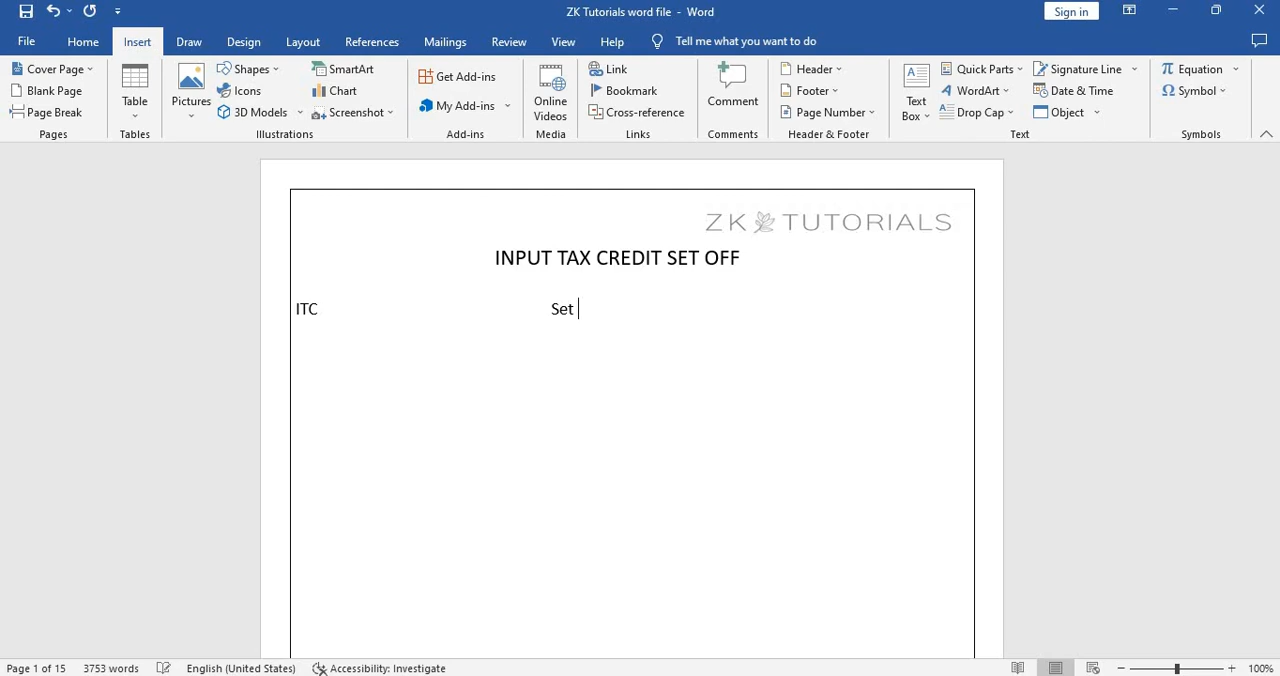 ZK Tutorials word file - Word
Sign in
File Home Insert Draw Design Layout References Mailings Review View Help Tell me what you want to do
Cover Page
Blank Page
Page Break
Pages
Table
Tables
Pictures
Shapes
Icons
3D Models
SmartArt
Chart
Screenshot
Illustrations
Get Add-ins
My Add-ins
Add-ins
Online
Videos
Media
Link
Bookmark
Cross-reference
Links
Comment
Comments
Header
Footer
Page Number
Header & Footer
Text
Box
Quick Parts
WordArt
Drop Cap
Signature Line
Date & Time
Object
Text
Equation
Symbol
Symbols
ZK TUTORIALS
INPUT TAX CREDIT SET OFF
ITC Set
Page 1 of 15 3753 words English (United States) Accessibility: Investigate 100%